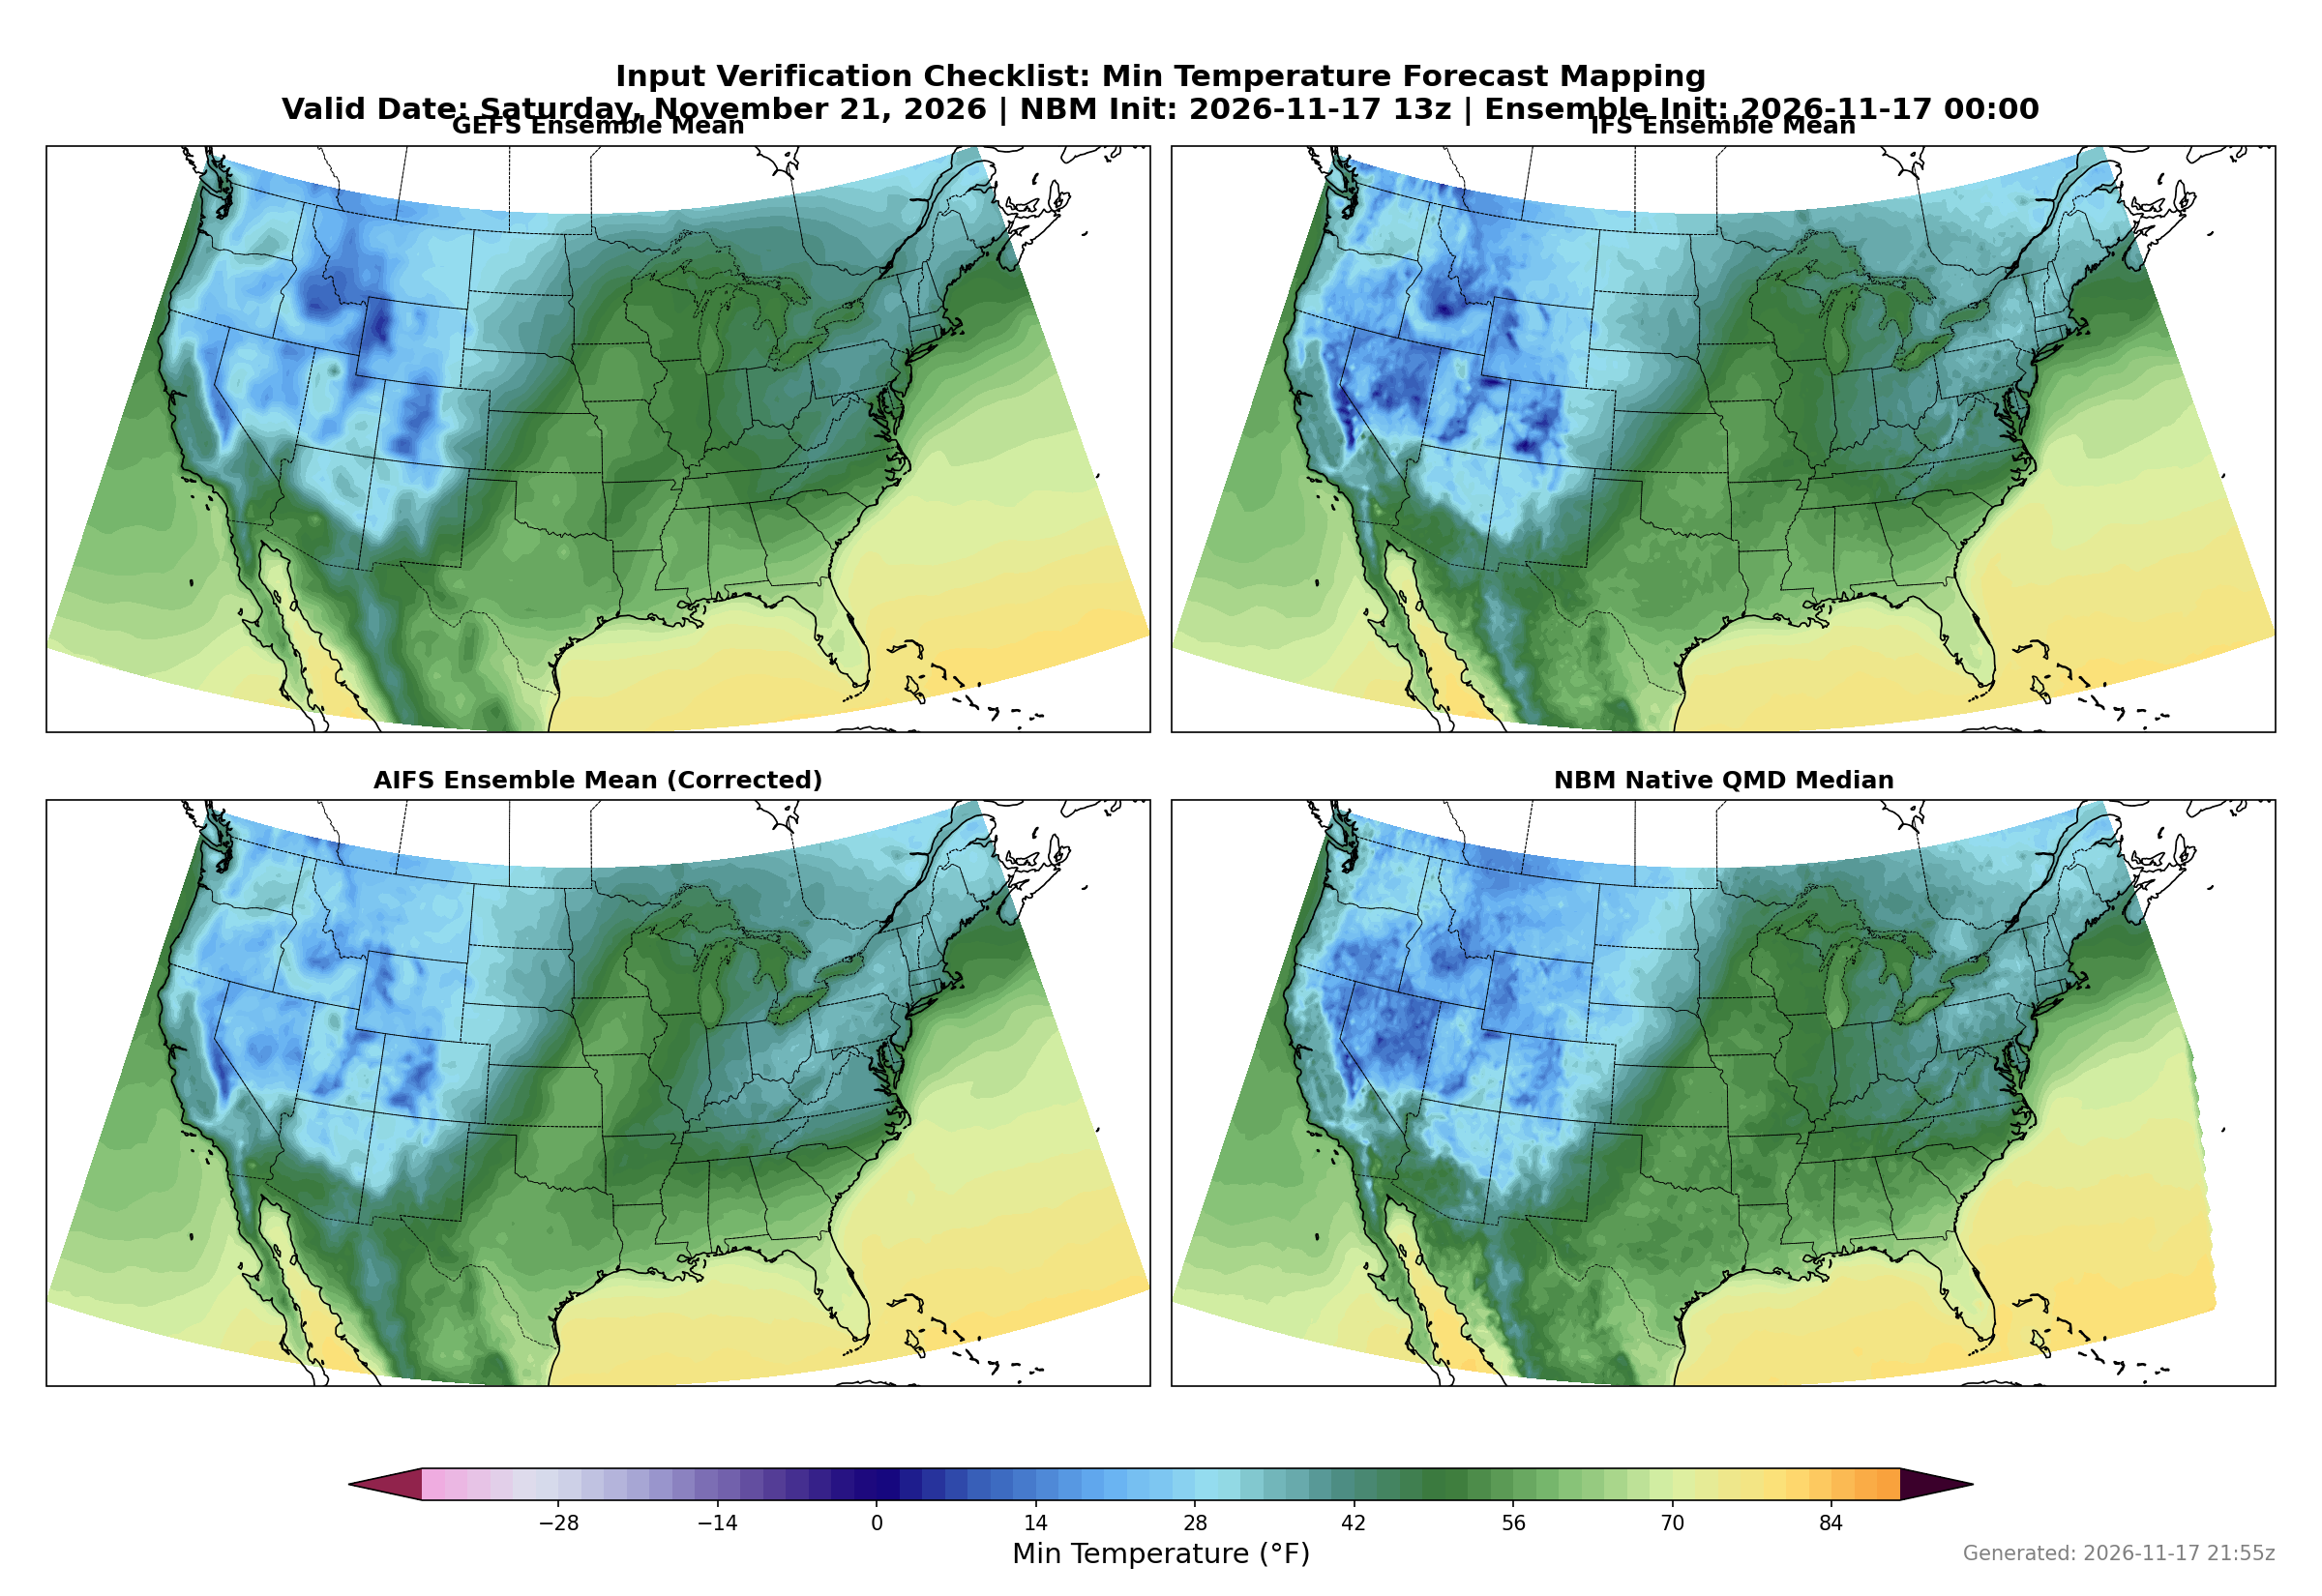 Input Verification Checklist: Min Temperature Forecast Mapping
Valid Date: Saturday, November 21, 2026 | NBM Init: 2026-11-17 13z | Ensemble Init: 2026-11-17 00:00
GEFS Ensemble Mean
IFS Ensemble Mean
AIFS Ensemble Mean (Corrected)
NBM Native QMD Median
−28 −14 0 14 28 42 56 70 84
Min Temperature (°F)
Generated: 2026-11-17 21:55z